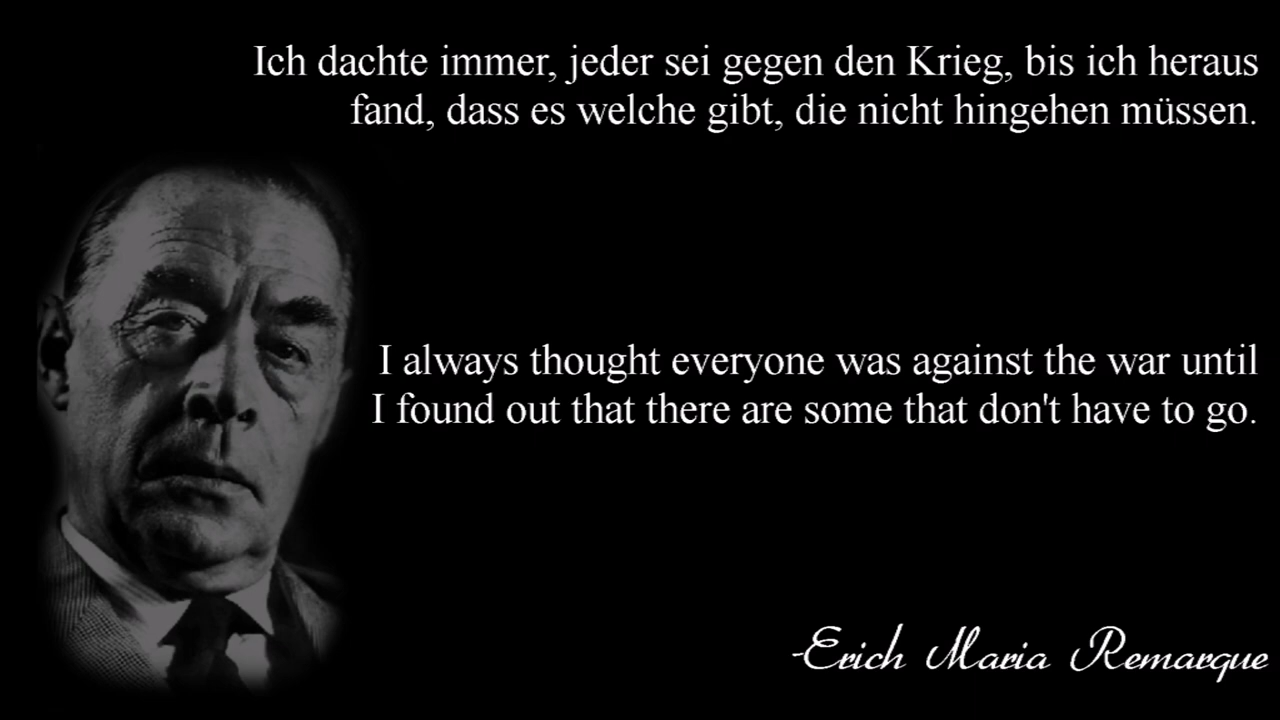 Ich dachte immer, jeder sei gegen den Krieg, bis ich heraus
fand, dass es welche gibt, die nicht hingehen müssen.
I always thought everyone was against the war until
I found out that there are some that don't have to go.
-Erich Maria Remarque